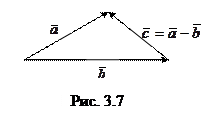 a̅
c̅ = a̅ − b̅
b̅
Рис. 3.7